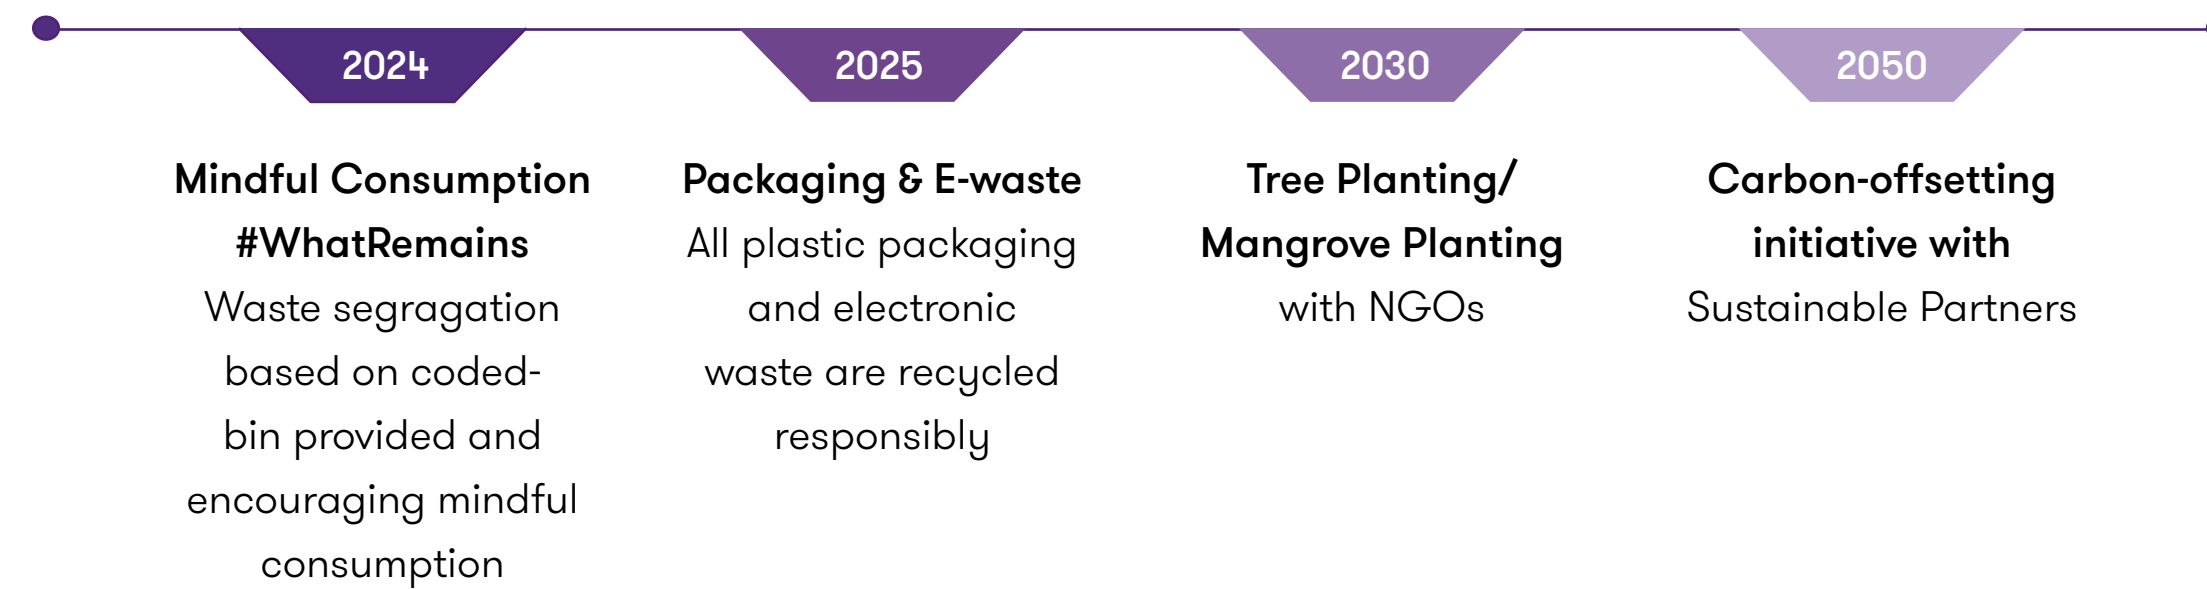 2024
Mindful Consumption
#WhatRemains
Waste segragation
based on coded-
bin provided and
encouraging mindful
consumption
2025
Packaging & E-waste
All plastic packaging
and electronic
waste are recycled
responsibly
2030
Tree Planting/
Mangrove Planting
with NGOs
2050
Carbon-offsetting
initiative with
Sustainable Partners